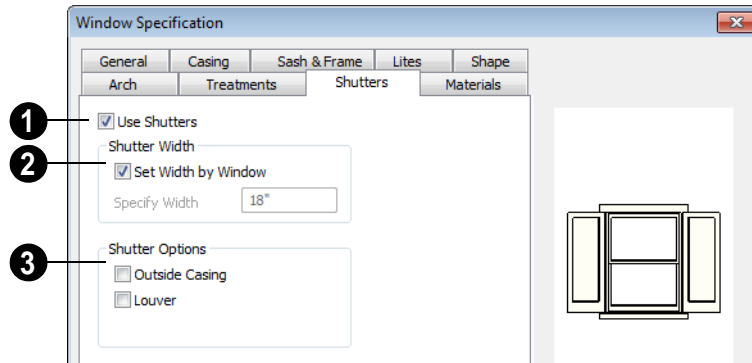 Window Specification
General Casing Sash & Frame Lites Shape
Arch Treatments Shutters Materials
1 Use Shutters
Shutter Width
2 Set Width by Window
Specify Width 18"
Shutter Options
3 Outside Casing
Louver